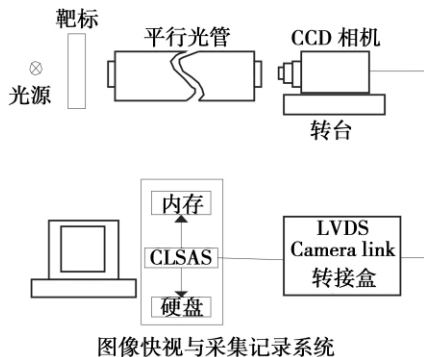 靶标
平行光管
CCD 相机
光源
转台
内存
CLSAS
硬盘
LVDS
Camera link
转接盒
图像快视与采集记录系统